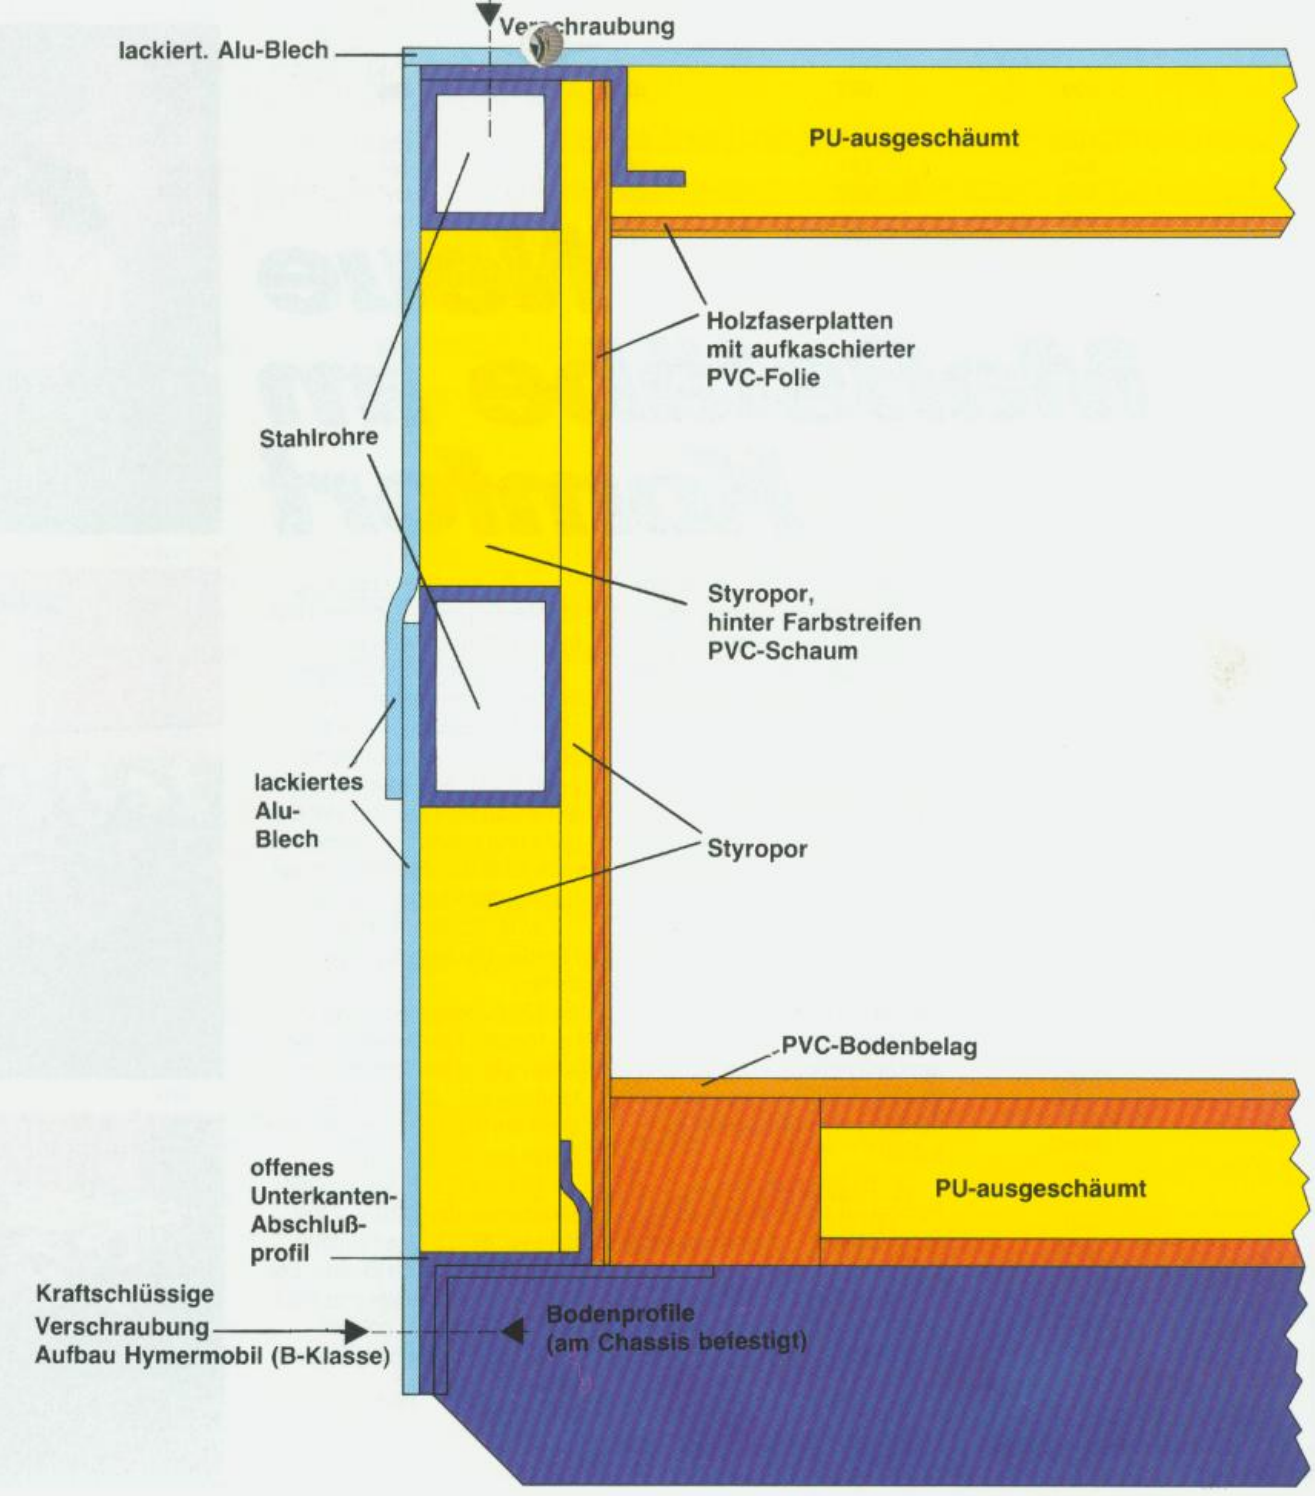 Verschraubung
lackiert. Alu-Blech
PU-ausgeschäumt
Holzfaserplatten
mit aufkaschierter
PVC-Folie
Stahlrohre
Styropor,
hinter Farbstreifen
PVC-Schaum
lackiertes
Alu-
Blech
Styropor
PVC-Bodenbelag
offenes
Unterkanten-
Abschluß-
profil
PU-ausgeschäumt
Kraftschlüssige
Verschraubung
Aufbau Hymermobil (B-Klasse)
Bodenprofile
(am Chassis befestigt)